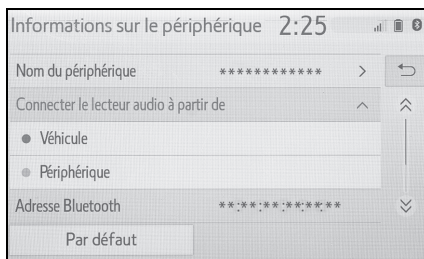 Informations sur le périphérique 2:25
Nom du périphérique ************
Connecter le lecteur audio à partir de
Véhicule
Périphérique
Adresse Bluetooth **:**:**:**:**:**
Par défaut